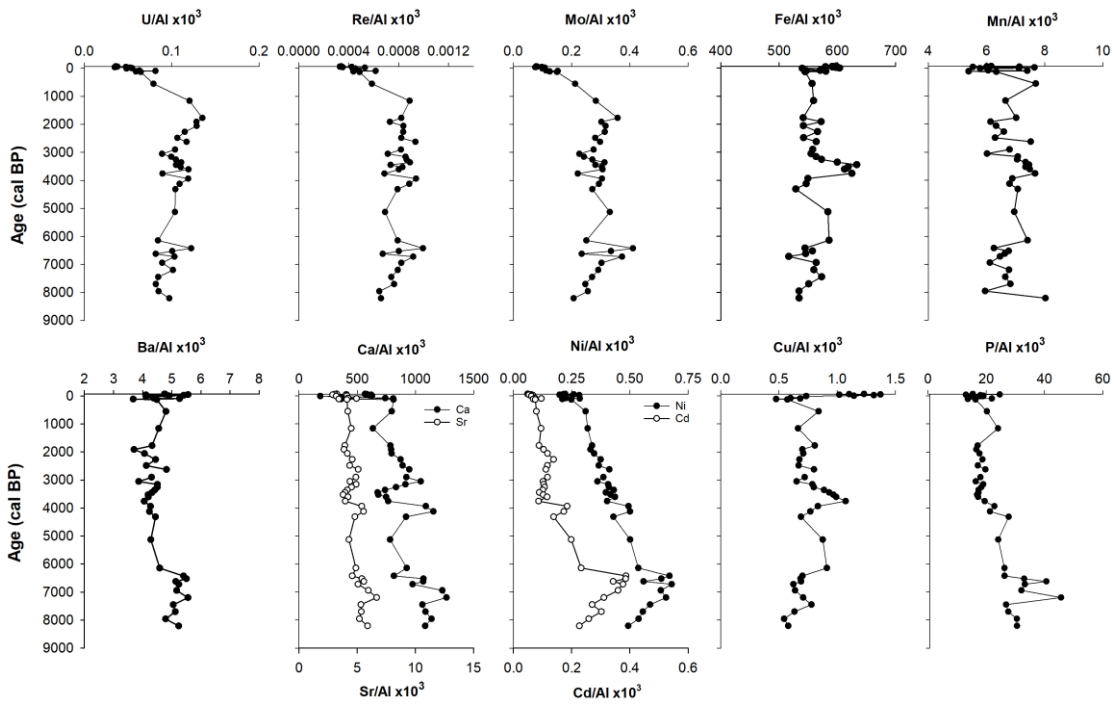 U/Al x10³ Re/Al x10³ Mo/Al x10³ Fe/Al x10³ Mn/Al x10³
0.0 0.1 0.2 0.0000 0.0004 0.0008 0.0012 0.0 0.2 0.4 0.6 400 500 600 700 4 6 8 10
0
1000
2000
3000
4000
5000
6000
7000
8000
9000
Age (cal BP)
Ba/Al x10³ Ca/Al x10³ Ni/Al x10³ Cu/Al x10³ P/Al x10³
2 3 4 5 6 7 8 0 500 1000 1500 0.00 0.25 0.50 0.75 0.0 0.5 1.0 1.5 0 20 40 60
Ca
Sr
Ni
Cd
0
1000
2000
3000
4000
5000
6000
7000
8000
9000
Age (cal BP)
0 5 10 15 0.0 0.2 0.4 0.6
Sr/Al x10³ Cd/Al x10³